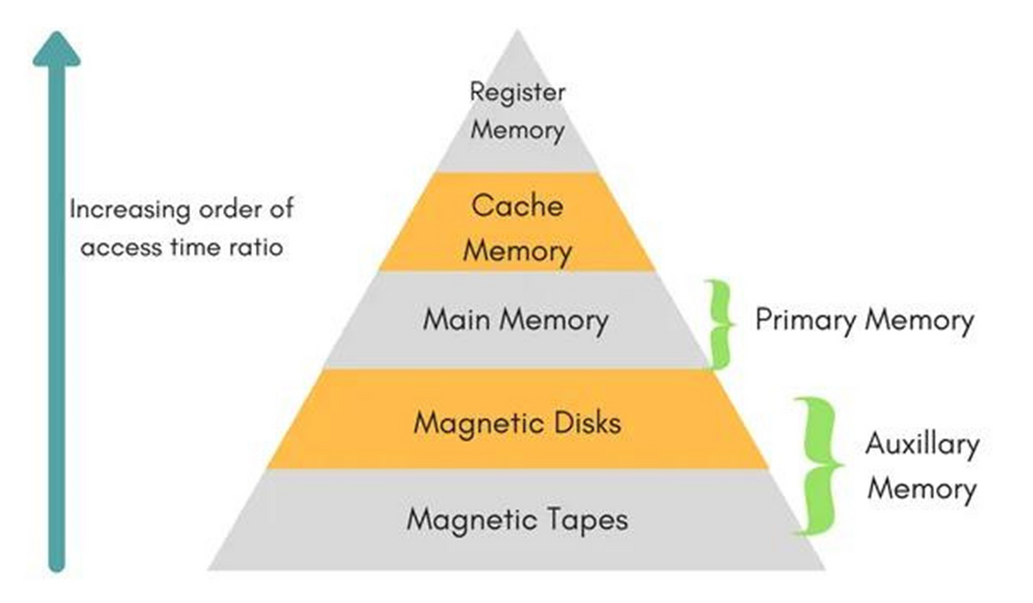 Register
Memory
Increasing order of
access time ratio
Cache
Memory
Main Memory
Primary Memory
Magnetic Disks
Auxillary
Memory
Magnetic Tapes